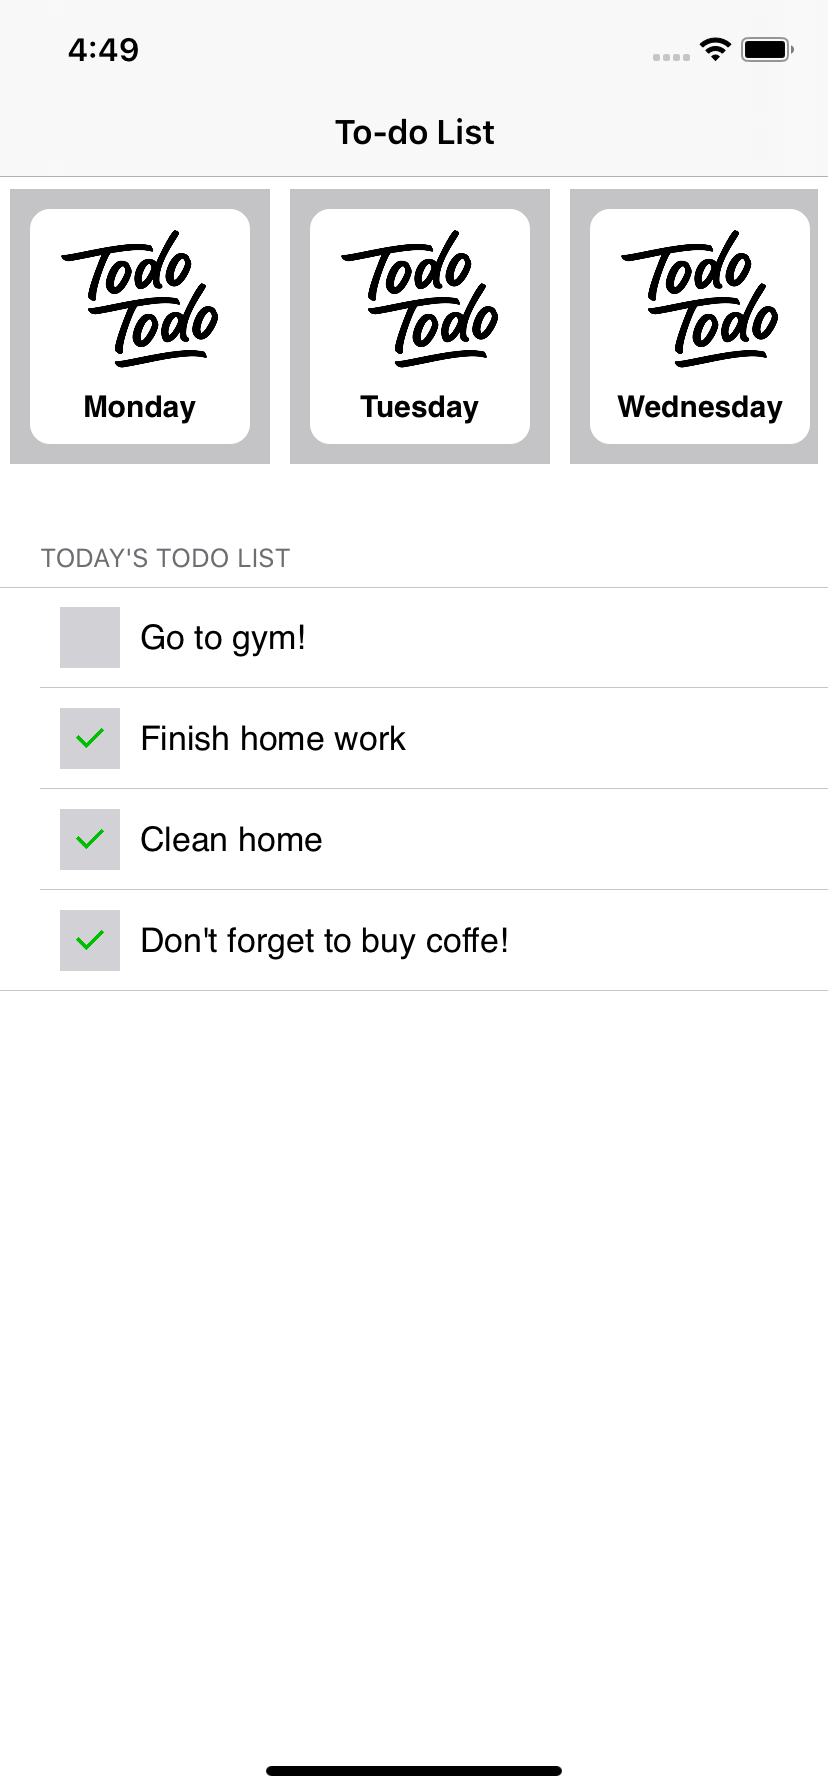 4:49
To-do List
Todo
Todo
Monday
Todo
Todo
Tuesday
Todo
Todo
Wednesday
TODAY'S TODO LIST
Go to gym!
Finish home work
Clean home
Don't forget to buy coffe!